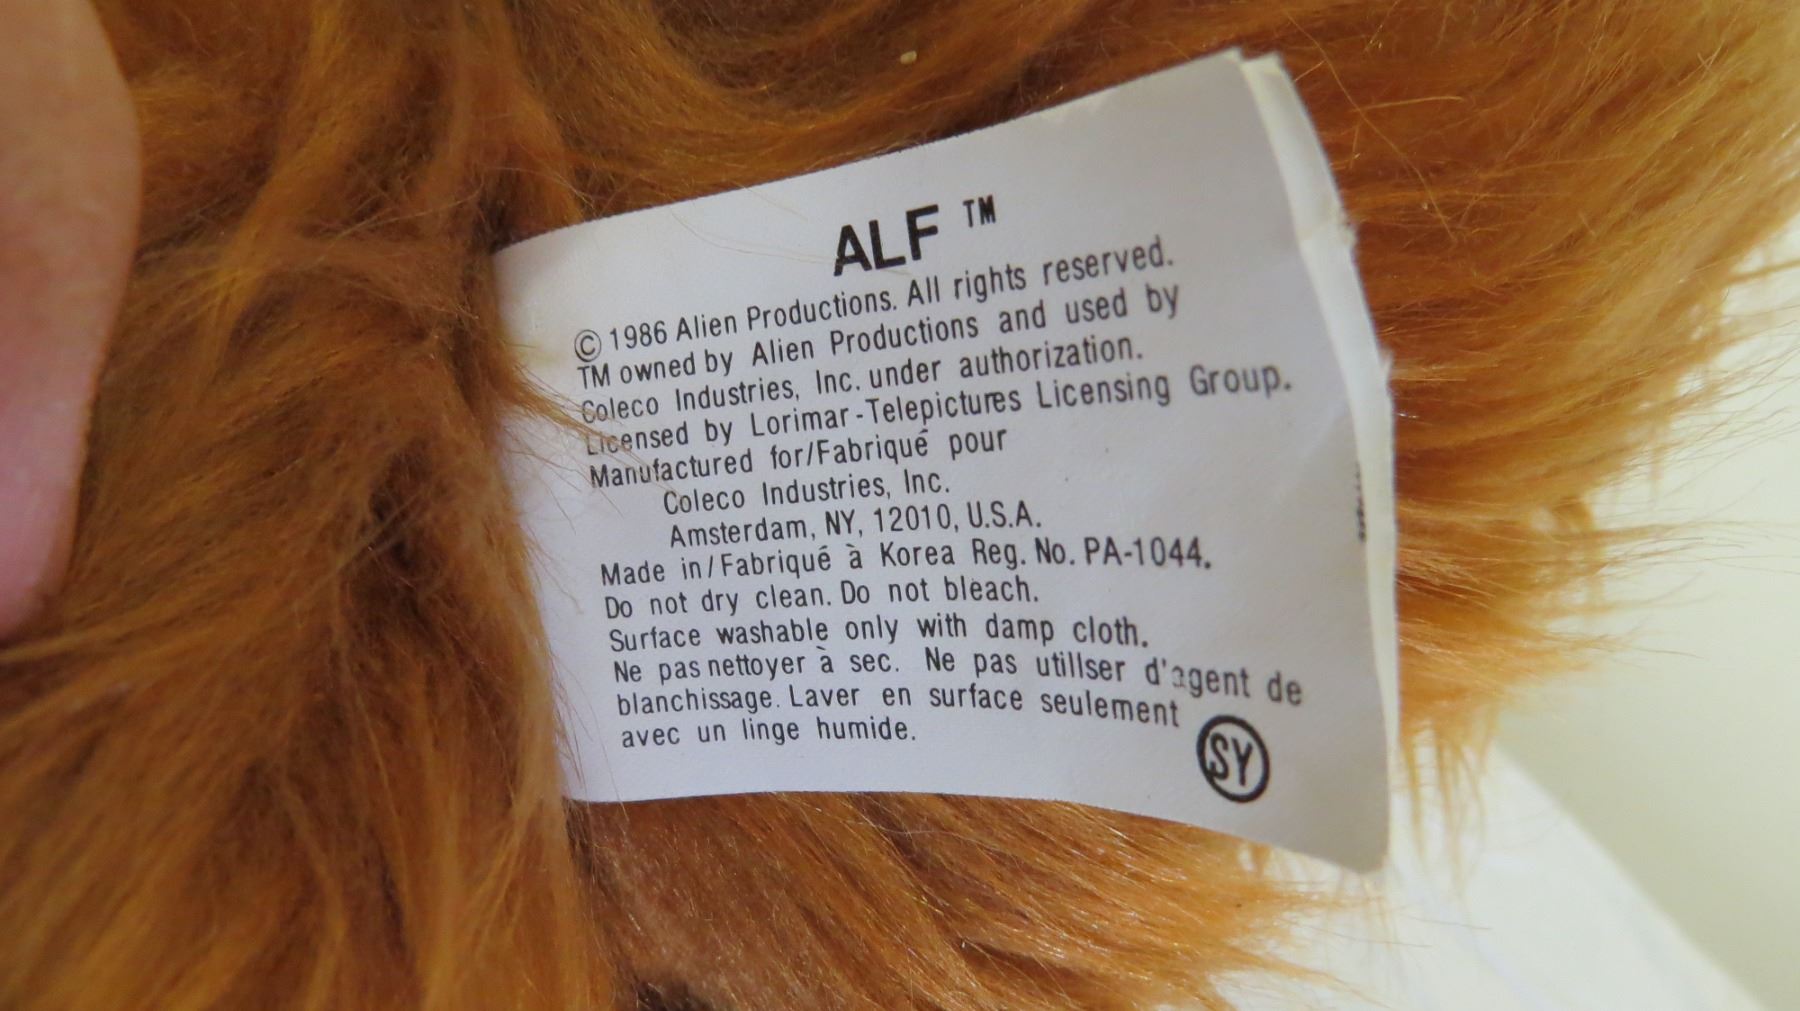 ALF TM
© 1986 Alien Productions. All rights reserved.
TM owned by Alien Productions and used by
Coleco Industries, Inc. under authorization.
Licensed by Lorimar-Telepictures Licensing Group.
Manufactured for/Fabriqué pour
Coleco Industries, Inc.
Amsterdam, NY, 12010, U.S.A.
Made in/Fabriqué à Korea Reg. No. PA-1044.
Do not dry clean. Do not bleach.
Surface washable only with damp cloth.
Ne pas nettoyer à sec. Ne pas utillser d'agent de
blanchissage. Laver en surface seulement
avec un linge humide.
SY